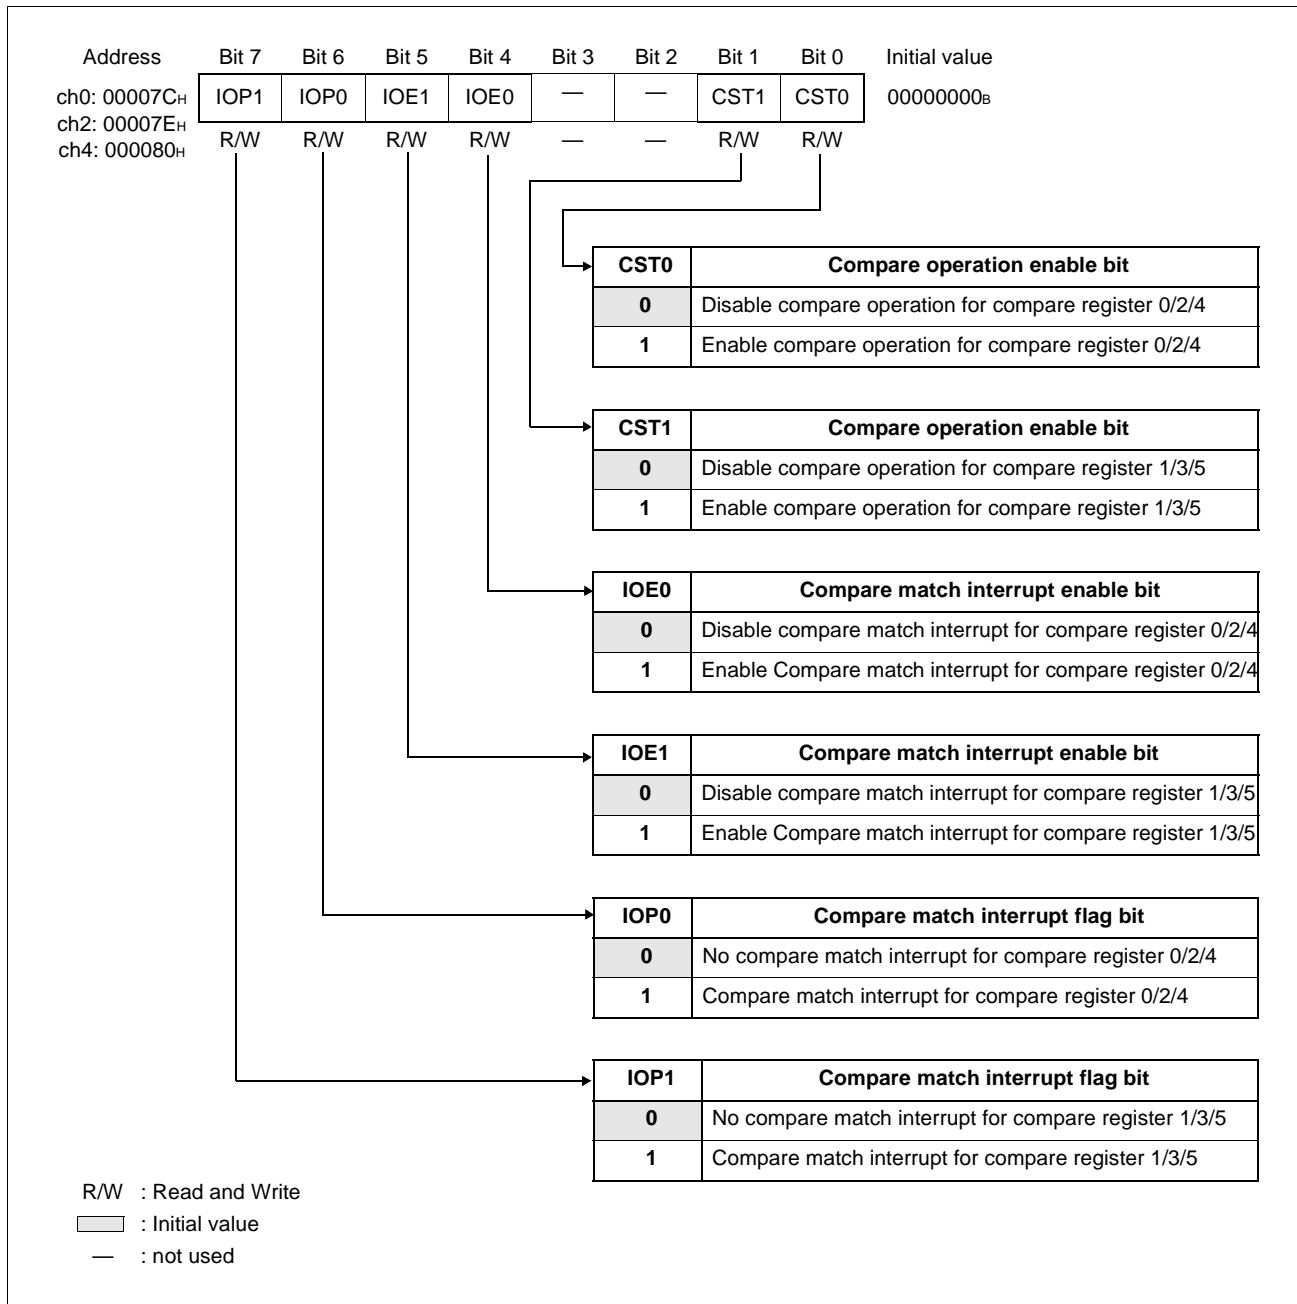 Address Bit 7 Bit 6 Bit 5 Bit 4 Bit 3 Bit 2 Bit 1 Bit 0 Initial value
ch0: 00007CH IOP1 IOP0 IOE1 IOE0 — — CST1 CST0 00000000B
ch2: 00007EH
ch4: 000080H R/W R/W R/W R/W — — R/W R/W
CST0 Compare operation enable bit
0 Disable compare operation for compare register 0/2/4
1 Enable compare operation for compare register 0/2/4
CST1 Compare operation enable bit
0 Disable compare operation for compare register 1/3/5
1 Enable compare operation for compare register 1/3/5
IOE0 Compare match interrupt enable bit
0 Disable compare match interrupt for compare register 0/2/4
1 Enable Compare match interrupt for compare register 0/2/4
IOE1 Compare match interrupt enable bit
0 Disable compare match interrupt for compare register 1/3/5
1 Enable Compare match interrupt for compare register 1/3/5
IOP0 Compare match interrupt flag bit
0 No compare match interrupt for compare register 0/2/4
1 Compare match interrupt for compare register 0/2/4
IOP1 Compare match interrupt flag bit
0 No compare match interrupt for compare register 1/3/5
1 Compare match interrupt for compare register 1/3/5
R/W : Read and Write
: Initial value
— : not used